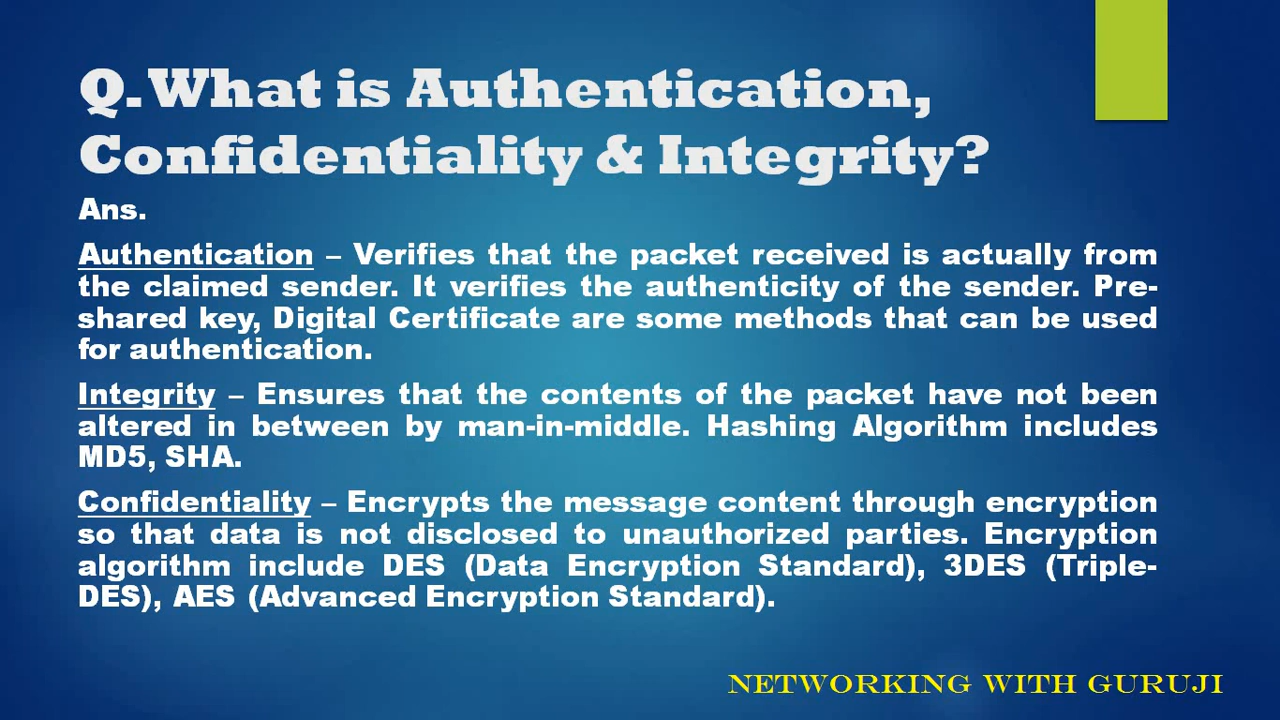 Q. What is Authentication,
Confidentiality & Integrity?
Ans.
Authentication – Verifies that the packet received is actually from
the claimed sender. It verifies the authenticity of the sender. Pre-
shared key, Digital Certificate are some methods that can be used
for authentication.
Integrity – Ensures that the contents of the packet have not been
altered in between by man-in-middle. Hashing Algorithm includes
MD5, SHA.
Confidentiality – Encrypts the message content through encryption
so that data is not disclosed to unauthorized parties. Encryption
algorithm include DES (Data Encryption Standard), 3DES (Triple-
DES), AES (Advanced Encryption Standard).
NETWORKING WITH GURUJI